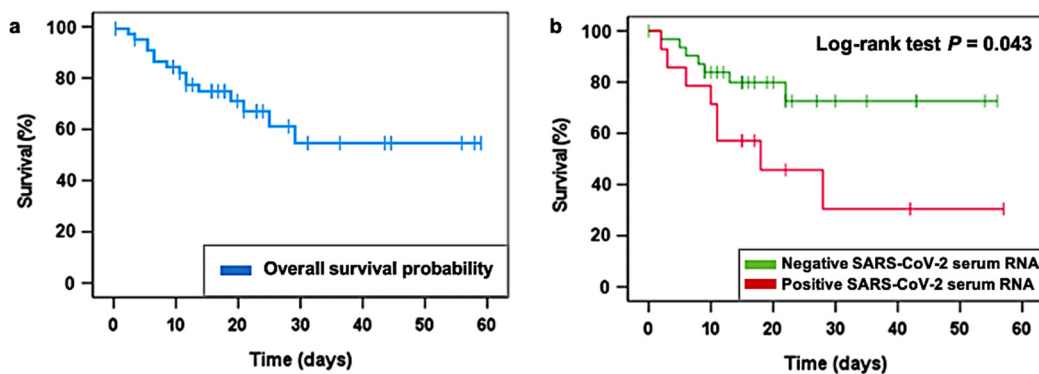 a
100
80
60
40
20
0
Survival (%)
Overall survival probability
0 10 20 30 40 50 60
Time (days)
b
Log-rank test P = 0.043
100
80
60
40
20
0
Survival (%)
Negative SARS-CoV-2 serum RNA
Positive SARS-CoV-2 serum RNA
0 10 20 30 40 50 60
Time (days)